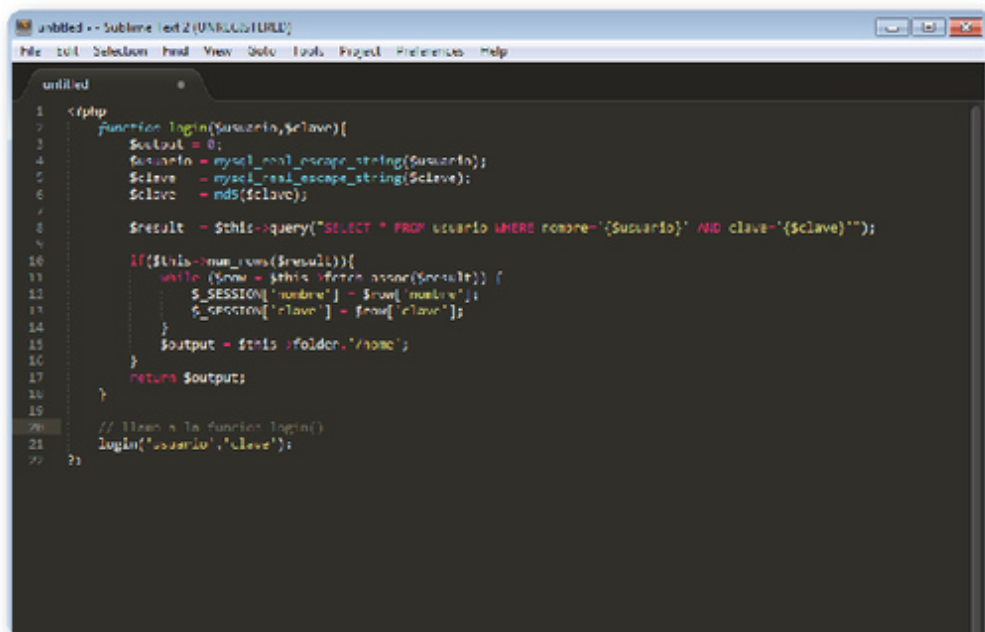 untitled - - Sublime Text 2 (UNREGISTERED)
File Edit Selection Find View Goto Tools Project Preferences Help
untitled
1 <?php
2 function login($usuario,$clave){
3 $output = 0;
4 $usuario = mysql_real_escape_string($usuario);
5 $clave = mysql_real_escape_string($clave);
6 $clave = md5($clave);
7
8 $result = $this->query("SELECT * FROM usuario WHERE nombre='{$usuario}' AND clave='{$clave}'");
9
10 if($this->num_rows($result)){
11 while ($row = $this->fetch_assoc($result)) {
12 $_SESSION['nombre'] = $row['nombre'];
13 $_SESSION['clave'] = $row['clave'];
14 }
15 $output = $this->folder.'/home';
16 }
17 return $output;
18 }
19
20 // llamo a la funcion login()
21 login('usuario','clave');
22 ?>